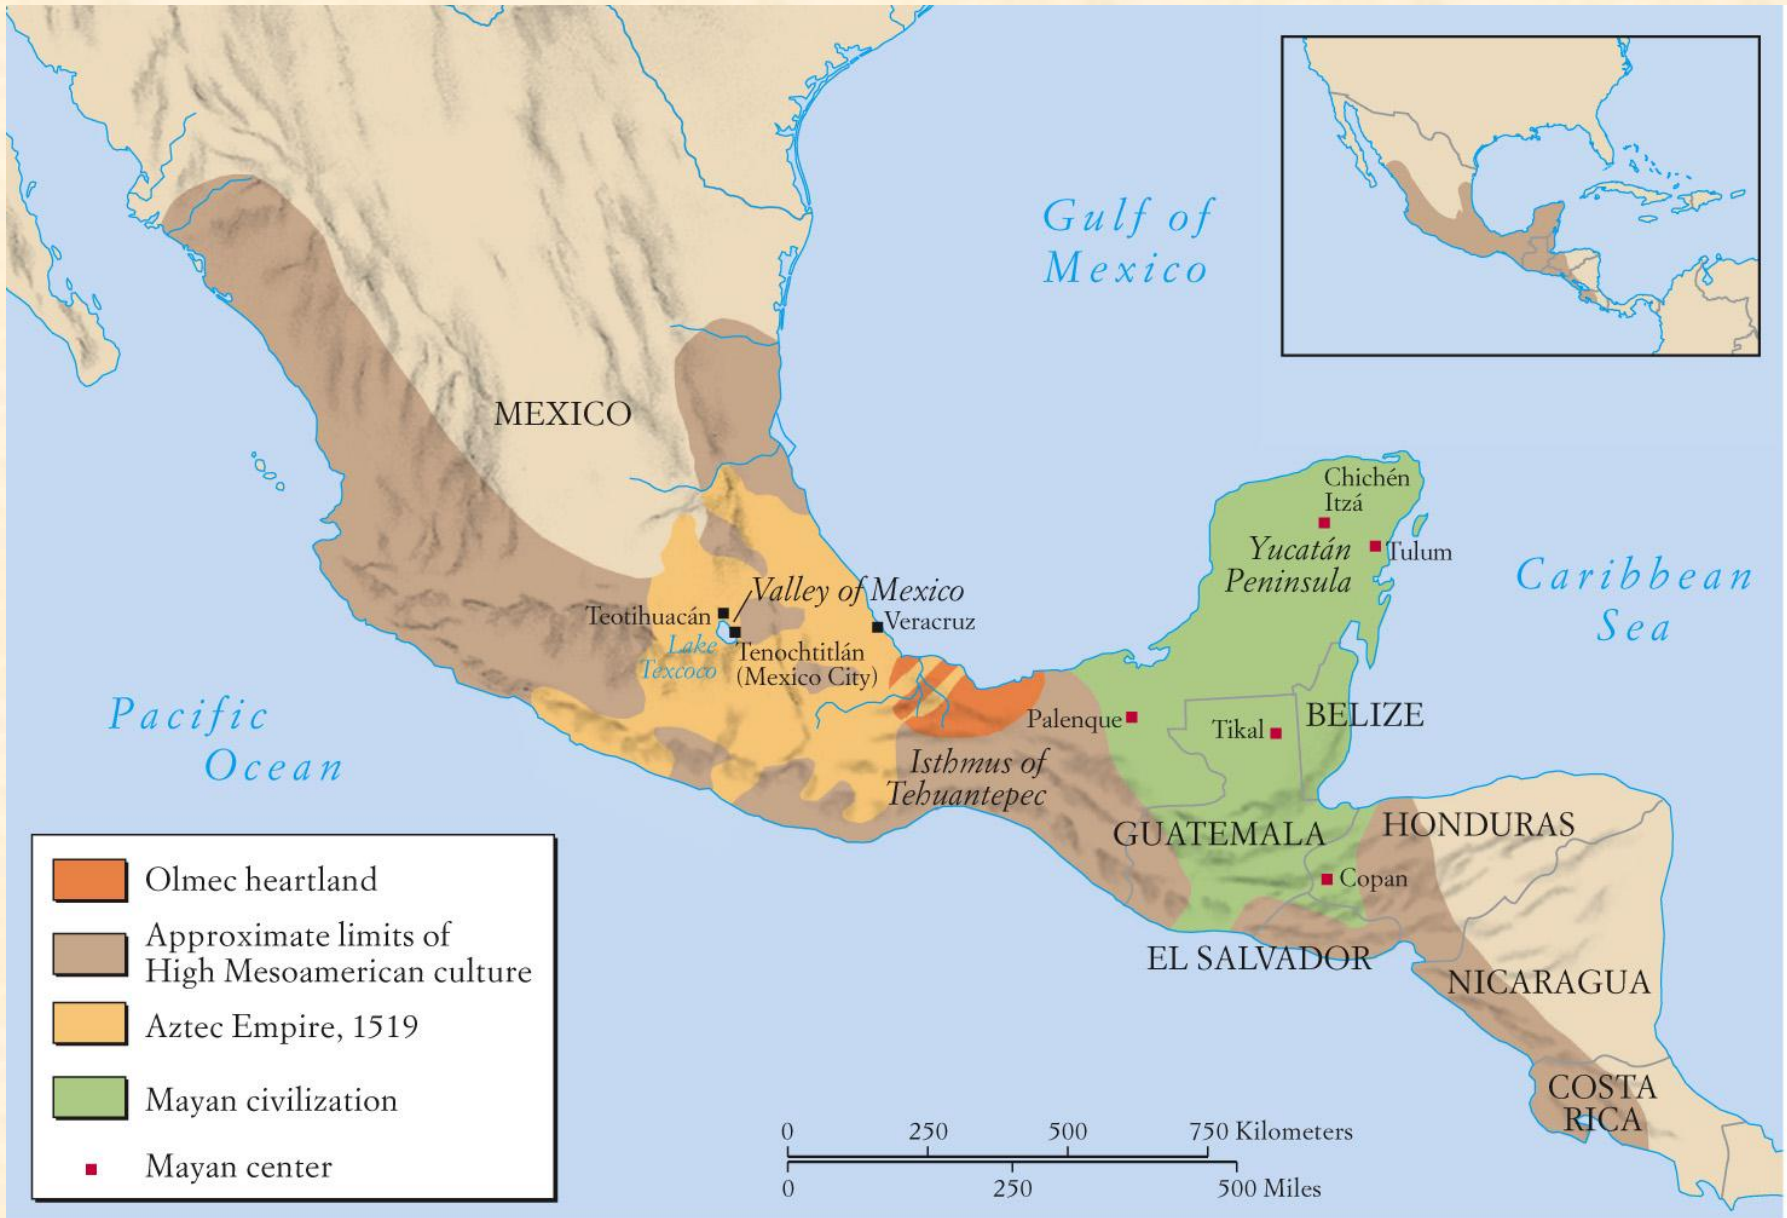 Gulf of
Mexico
MEXICO
Chichén
Itzá
Yucatán
Peninsula
Tulum
Caribbean
Sea
Valley of Mexico
Teotihuacán
Veracruz
Lake
Texcoco
Tenochtitlán
(Mexico City)
Pacific
Ocean
Palenque
Tikal
BELIZE
Isthmus of
Tehuantepec
GUATEMALA
HONDURAS
Copan
EL SALVADOR
NICARAGUA
COSTA
RICA
Olmec heartland
Approximate limits of
High Mesoamerican culture
Aztec Empire, 1519
Mayan civilization
Mayan center
0 250 500 750 Kilometers
0 250 500 Miles